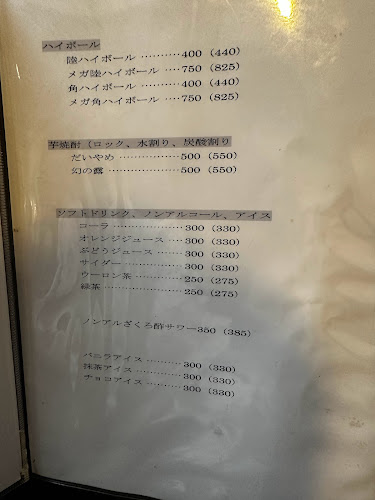 ハイボール
陸ハイボール ………… 400 (440)
メガ陸ハイボール …… 750 (825)
角ハイボール ………… 400 (440)
メガ角ハイボール …… 750 (825)
芋焼酎（ロック、水割り、炭酸割り
だいやめ ……………… 500 (550)
幻の露 ………………… 500 (550)
ソフトドリンク、ノンアルコール、アイス
コーラ ………………… 300 (330)
オレンジジュース …… 300 (330)
ぶどうジュース ……… 300 (330)
サイダー ……………… 300 (330)
ウーロン茶 …………… 250 (275)
緑茶 …………………… 250 (275)
ノンアルざくろ酢サワー350 (385)
バニラアイス ………… 300 (330)
抹茶アイス …………… 300 (330)
チョコアイス ………… 300 (330)